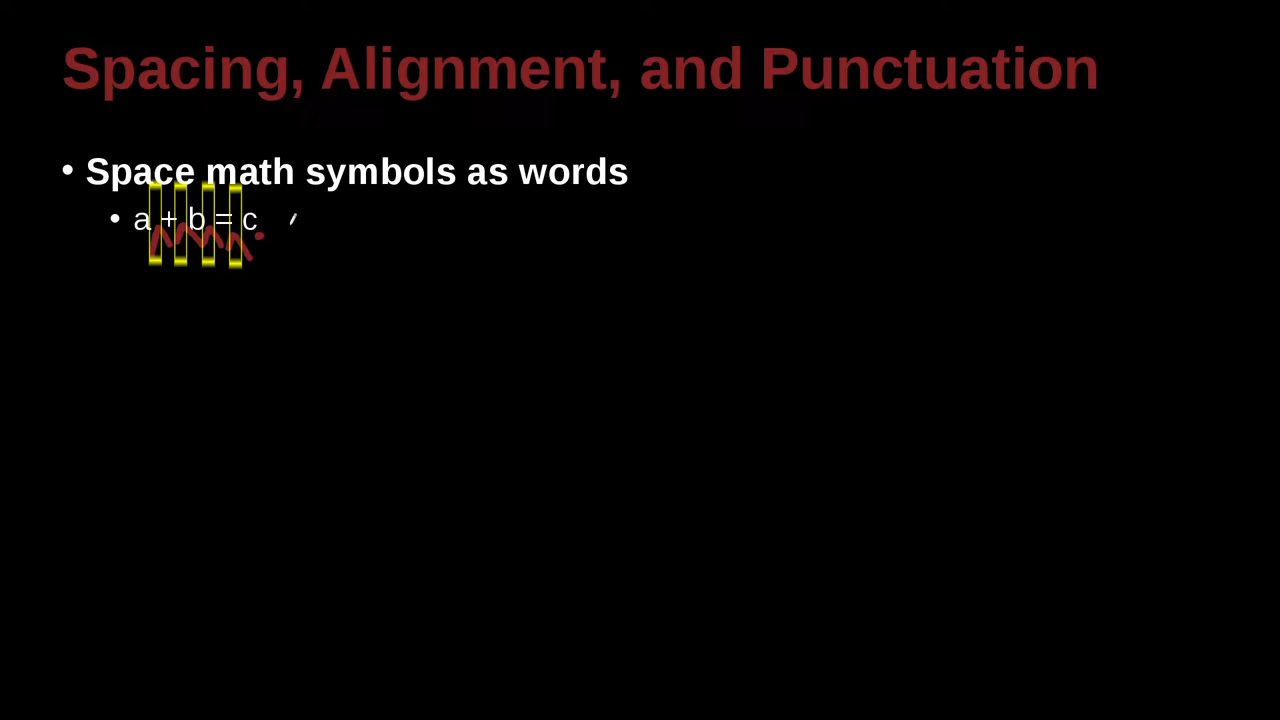 Spacing, Alignment, and Punctuation
• Space math symbols as words
• a + b = c